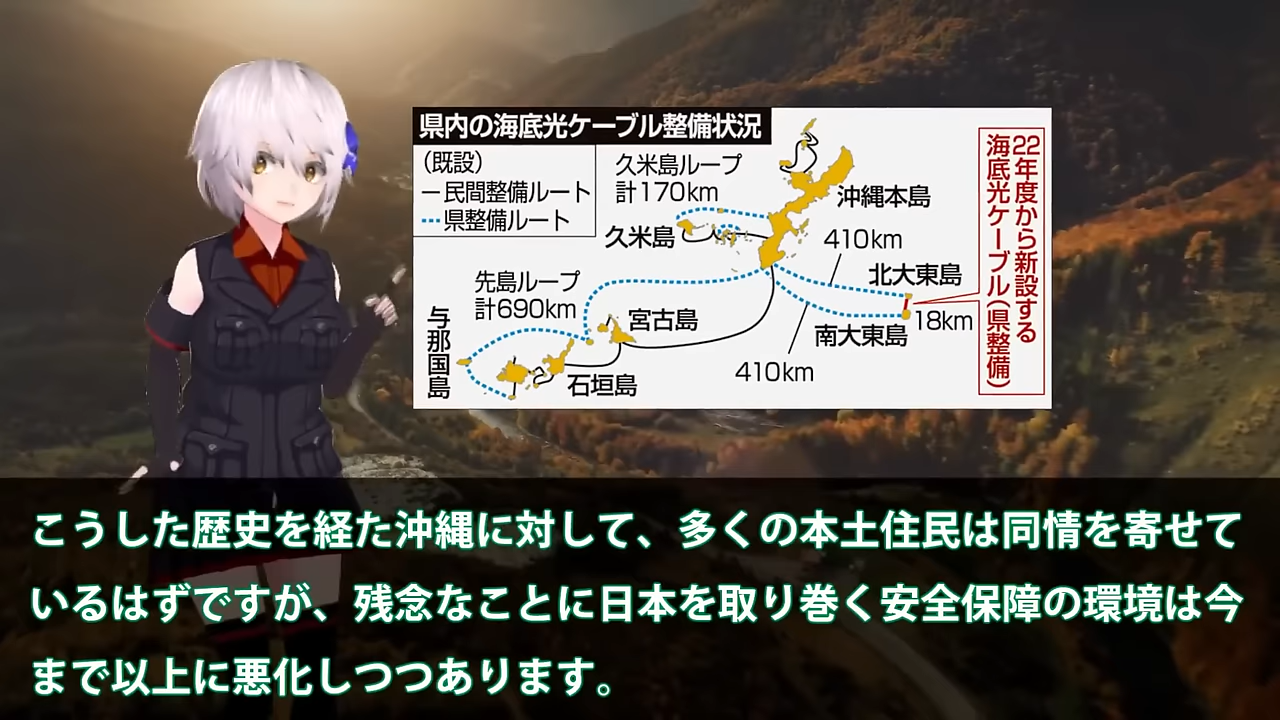 県内の海底光ケーブル整備状況
（既設）
民間整備ルート
県整備ルート
久米島ループ
計170km
沖縄本島
久米島
410km
北大東島
先島ループ
計690km
宮古島
18km
南大東島
与那国島
石垣島
410km
22年度から新設する
海底光ケーブル（県整備）
こうした歴史を経た沖縄に対して、多くの本土住民は同情を寄せて
いるはずですが、残念なことに日本を取り巻く安全保障の環境は今
まで以上に悪化しつつあります。